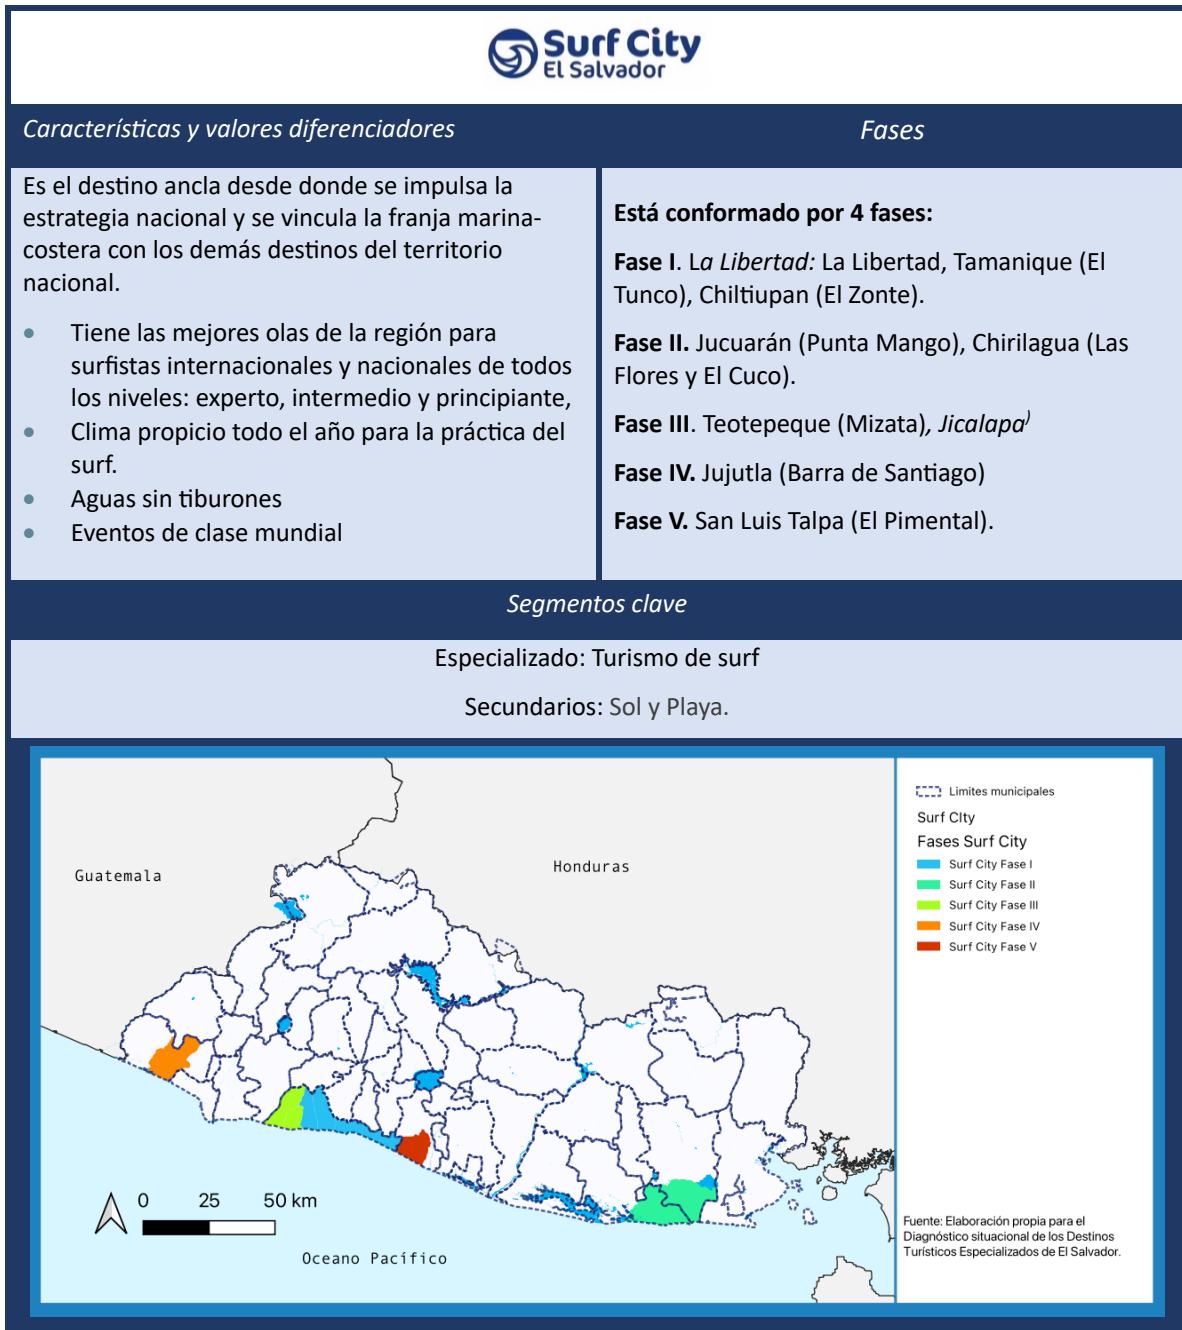 Surf City
El Salvador
Características y valores diferenciadores
Fases
Es el destino ancla desde donde se impulsa la
estrategia nacional y se vincula la franja marina-
costera con los demás destinos del territorio
nacional.
• Tiene las mejores olas de la región para
surfistas internacionales y nacionales de todos
los niveles: experto, intermedio y principiante,
• Clima propicio todo el año para la práctica del
surf.
• Aguas sin tiburones
• Eventos de clase mundial
Está conformado por 4 fases:
Fase I. La Libertad: La Libertad, Tamanique (El
Tunco), Chiltiupan (El Zonte).
Fase II. Jucuarán (Punta Mango), Chirilagua (Las
Flores y El Cuco).
Fase III. Teotepeque (Mizata), Jicalapa)
Fase IV. Jujutla (Barra de Santiago)
Fase V. San Luis Talpa (El Pimental).
Segmentos clave
Especializado: Turismo de surf
Secundarios: Sol y Playa.
Guatemala
Honduras
0 25 50 km
Oceano Pacífico
Limites municipales
Surf CIty
Fases Surf City
Surf City Fase I
Surf City Fase II
Surf City Fase III
Surf City Fase IV
Surf City Fase V
Fuente: Elaboración propia para el
Diagnóstico situacional de los Destinos
Turísticos Especializados de El Salvador.